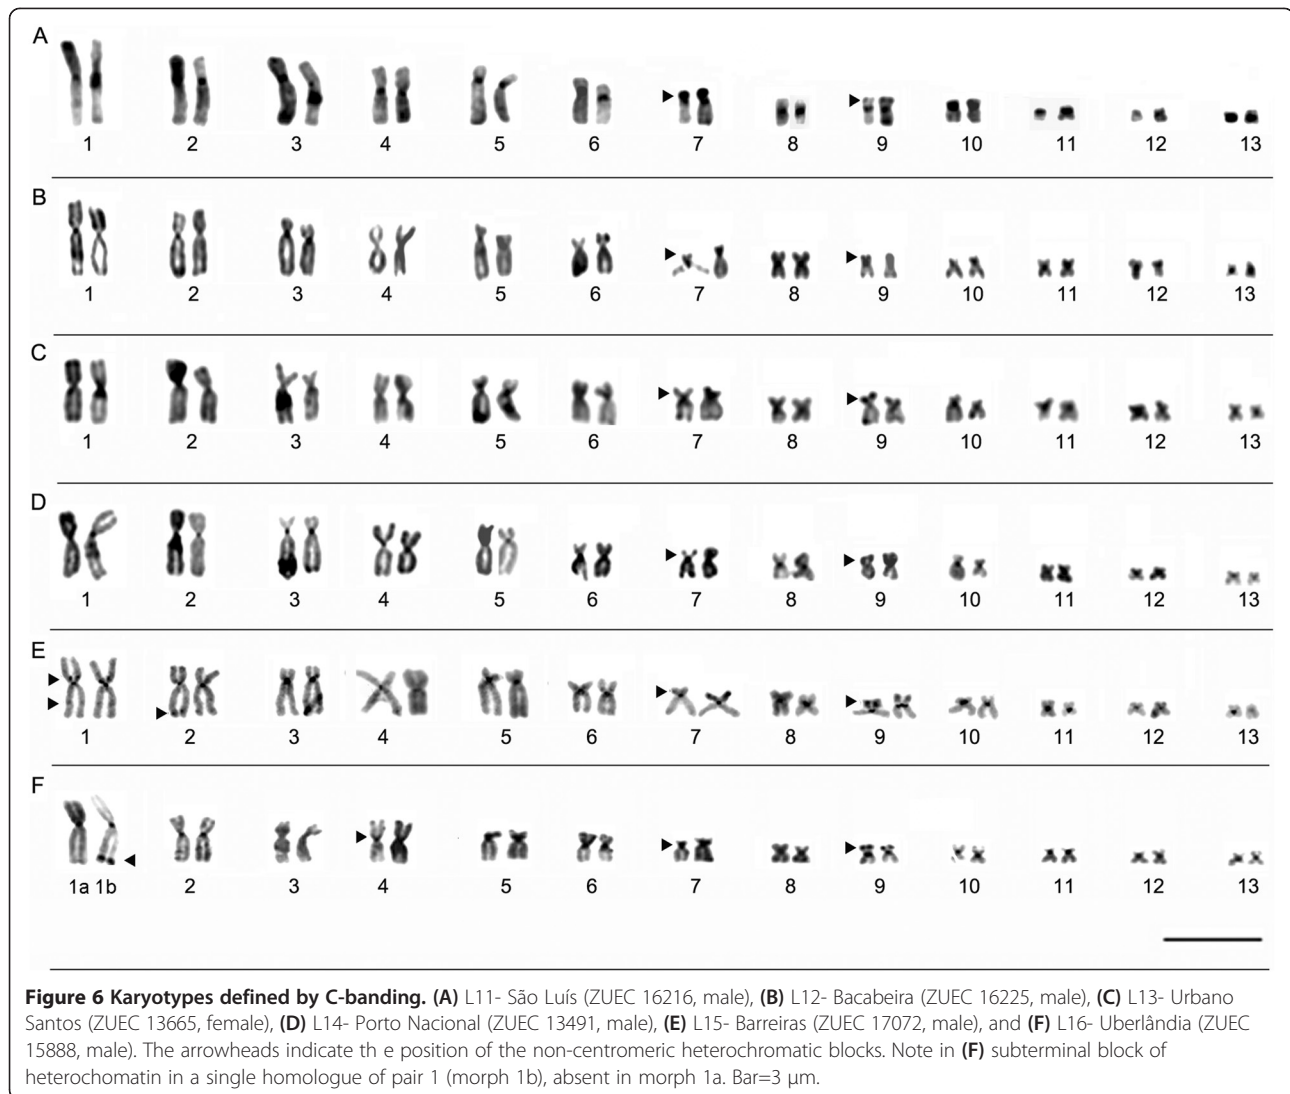 A
1 2 3 4 5 6 7 8 9 10 11 12 13
B
1 2 3 4 5 6 7 8 9 10 11 12 13
C
1 2 3 4 5 6 7 8 9 10 11 12 13
D
1 2 3 4 5 6 7 8 9 10 11 12 13
E
1 2 3 4 5 6 7 8 9 10 11 12 13
F
1a 1b 2 3 4 5 6 7 8 9 10 11 12 13
Figure 6 Karyotypes defined by C-banding. (A) L11- São Luís (ZUEC 16216, male), (B) L12- Bacabeira (ZUEC 16225, male), (C) L13- Urbano
Santos (ZUEC 13665, female), (D) L14- Porto Nacional (ZUEC 13491, male), (E) L15- Barreiras (ZUEC 17072, male), and (F) L16- Uberlândia (ZUEC
15888, male). The arrowheads indicate th e position of the non-centromeric heterochromatic blocks. Note in (F) subterminal block of
heterochomatin in a single homologue of pair 1 (morph 1b), absent in morph 1a. Bar=3 μm.